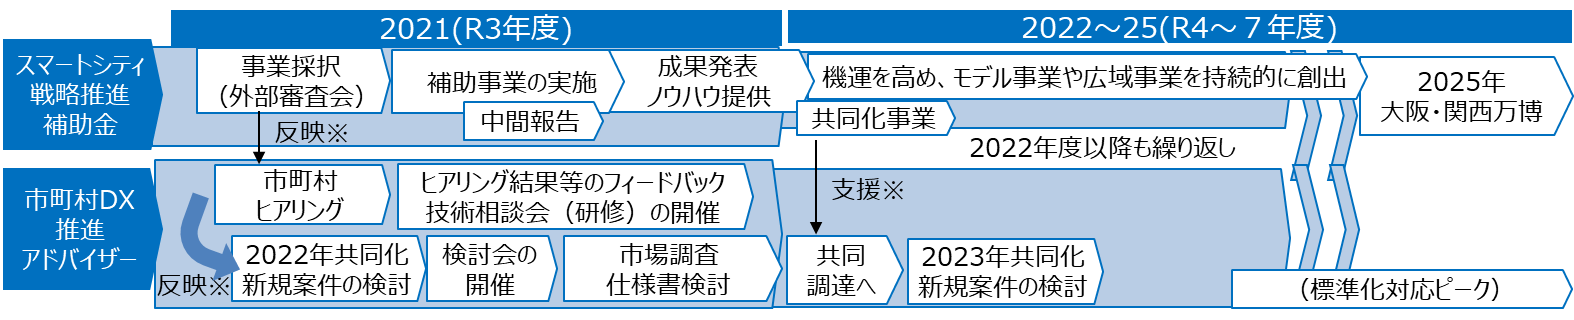 2021(R3年度)
2022～25(R4～７年度)
スマートシティ
戦略推進
補助金
事業採択
（外部審査会）
補助事業の実施
中間報告
成果発表
ノウハウ提供
機運を高め、モデル事業や広域事業を持続的に創出
共同化事業
2025年
大阪・関西万博
反映※
2022年度以降も繰り返し
市町村DX
推進
アドバイザー
市町村
ヒアリング
ヒアリング結果等のフィードバック
技術相談会（研修）の開催
支援※
反映※
2022年共同化
新規案件の検討
検討会の
開催
市場調査
仕様書検討
共同
調達へ
2023年共同化
新規案件の検討
（標準化対応ピーク）